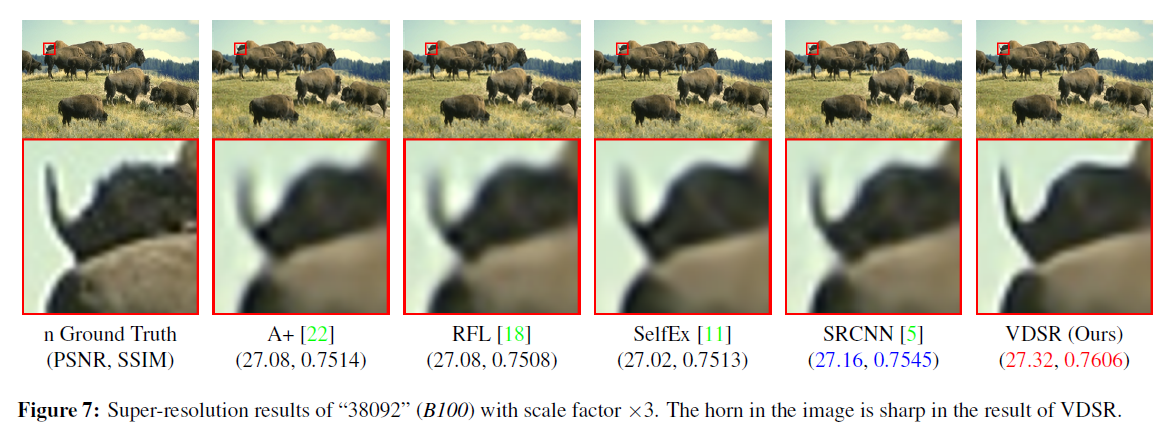 n Ground Truth A+ [22] RFL [18] SelfEx [11] SRCNN [5] VDSR (Ours)
(PSNR, SSIM) (27.08, 0.7514) (27.08, 0.7508) (27.02, 0.7513) (27.16, 0.7545) (27.32, 0.7606)
Figure 7: Super-resolution results of “38092” (B100) with scale factor ×3. The horn in the image is sharp in the result of VDSR.